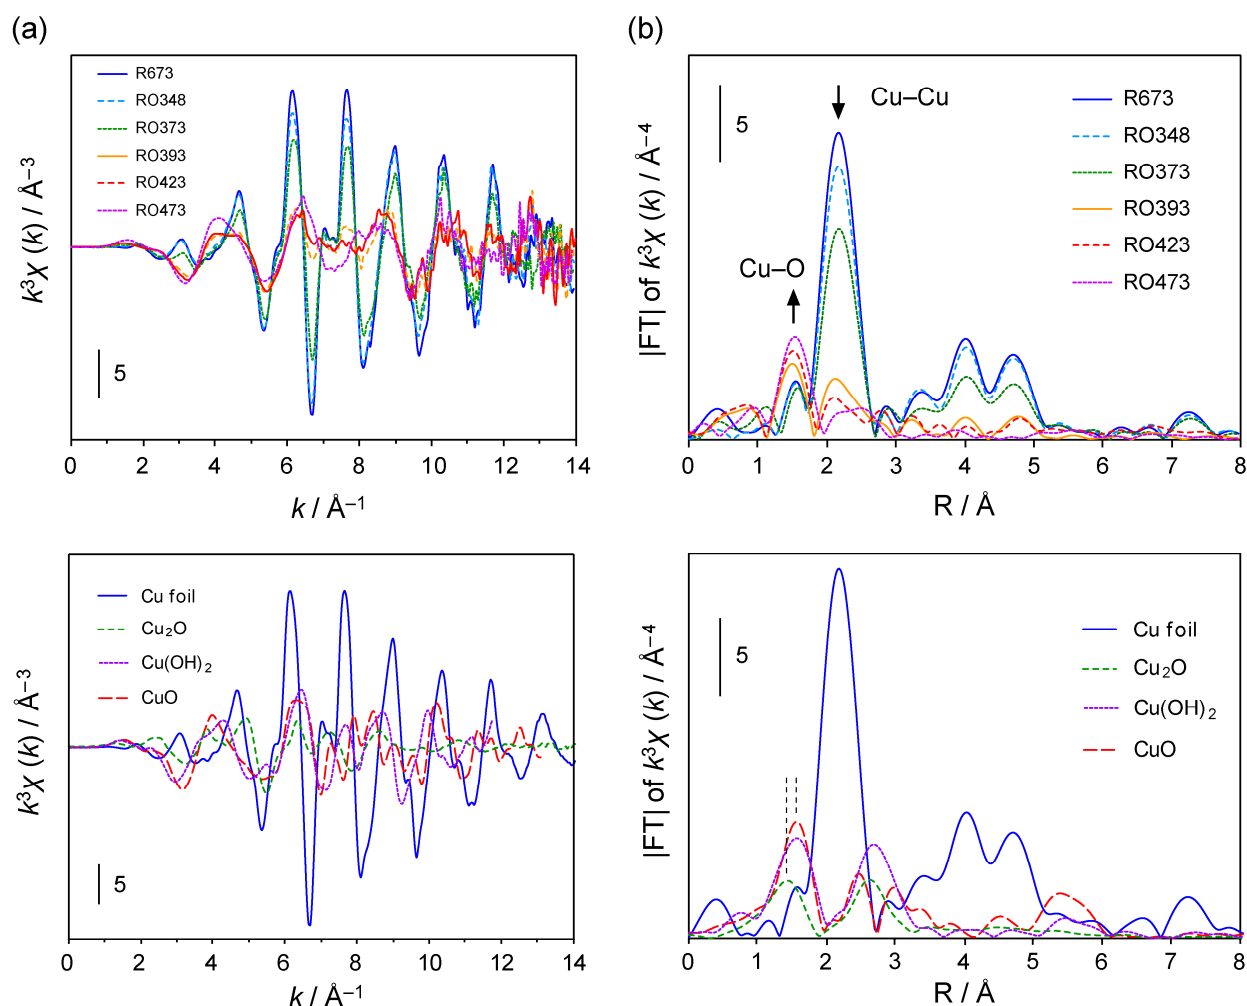 (a)
R673
RO348
RO373
RO393
RO423
RO473
5
k³χ (k) / Å⁻³
0 2 4 6 8 10 12 14
k / Å⁻¹
(b)
5
Cu–Cu
Cu–O
R673
RO348
RO373
RO393
RO423
RO473
|FT| of k³χ (k) / Å⁻⁴
0 1 2 3 4 5 6 7 8
R / Å
Cu foil
Cu₂O
Cu(OH)₂
CuO
5
k³χ (k) / Å⁻³
0 2 4 6 8 10 12 14
k / Å⁻¹
5
Cu foil
Cu₂O
Cu(OH)₂
CuO
|FT| of k³χ (k) / Å⁻⁴
0 1 2 3 4 5 6 7 8
R / Å